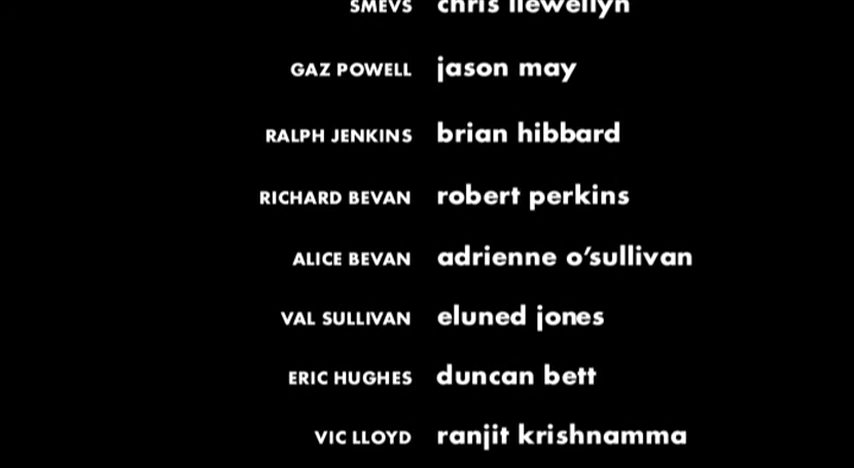 SMEVS chris llewellyn
GAZ POWELL jason may
RALPH JENKINS brian hibbard
RICHARD BEVAN robert perkins
ALICE BEVAN adrienne o'sullivan
VAL SULLIVAN eluned jones
ERIC HUGHES duncan bett
VIC LLOYD ranjit krishnamma